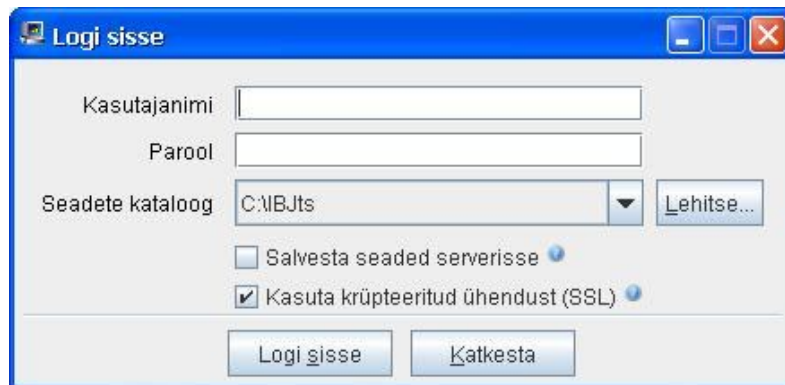 Logi sisse
Kasutajanimi
Parool
Seadete kataloog C:\IBJts Lehitse...
Salvesta seaded serverisse
Kasuta krüpteeritud ühendust (SSL)
Logi sisse Katkesta